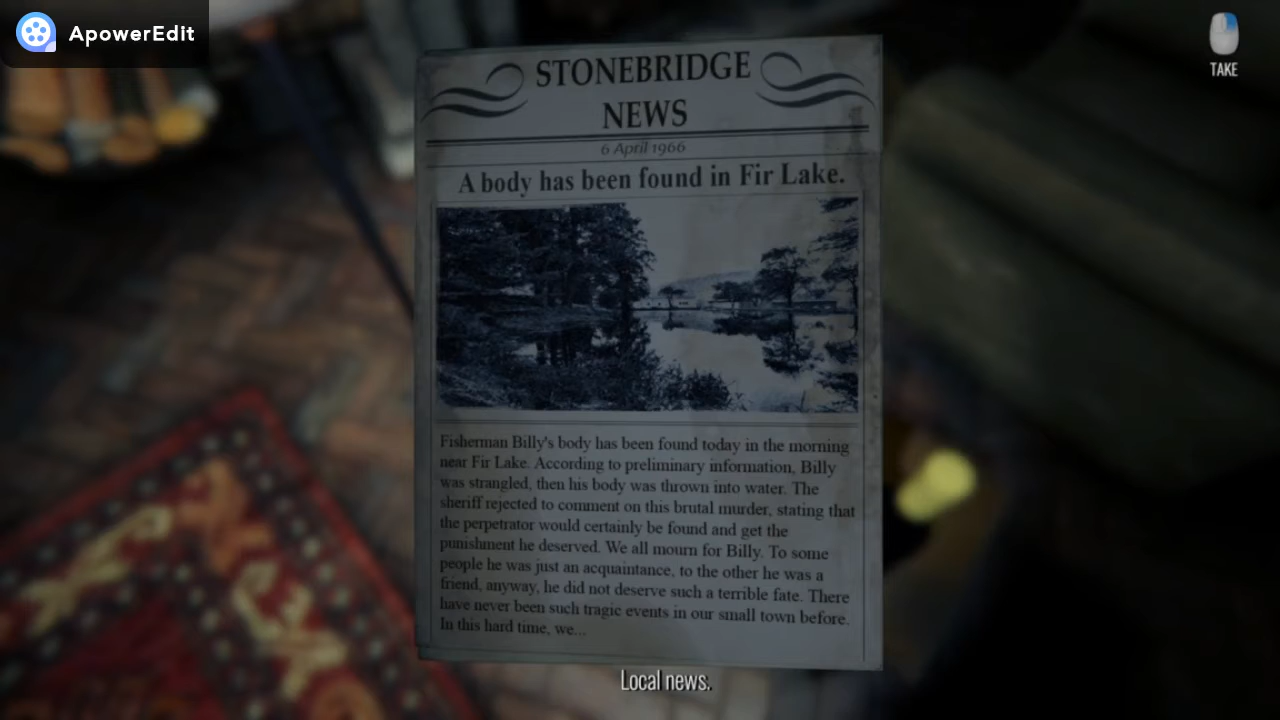 ApowerEdit
TAKE
STONEBRIDGE
NEWS
6 April 1966
A body has been found in Fir Lake.
Fisherman Billy's body has been found today in the morning
near Fir Lake. According to preliminary information, Billy
was strangled, then his body was thrown into water. The
sheriff rejected to comment on this brutal murder, stating that
the perpetrator would certainly be found and get the
punishment he deserved. We all mourn for Billy. To some
people he was just an acquaintance, to the other he was a
friend, anyway, he did not deserve such a terrible fate. There
have never been such tragic events in our small town before.
In this hard time, we...
Local news.